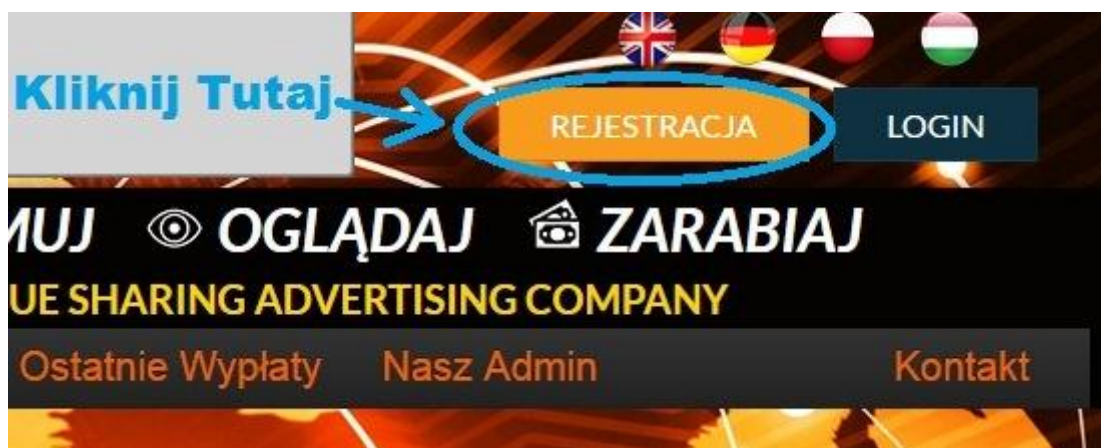 Kliknij Tutaj
REJESTRACJA
LOGIN
MUJ OGLĄDAJ ZARABIAJ
UE SHARING ADVERTISING COMPANY
Ostatnie Wypłaty Nasz Admin Kontakt